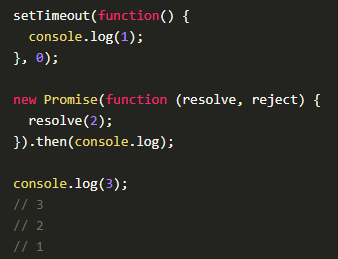 setTimeout(function() {
  console.log(1);
}, 0);

new Promise(function (resolve, reject) {
  resolve(2);
}).then(console.log);

console.log(3);
// 3
// 2
// 1